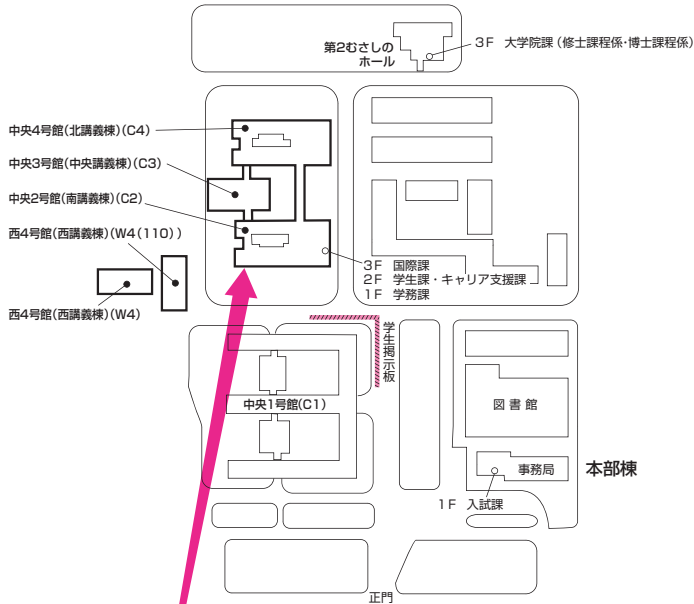 第2むさしの
ホール
3F 大学院課(修士課程係・博士課程係)
中央4号館(北講義棟)(C4)
中央3号館(中央講義棟)(C3)
中央2号館(南講義棟)(C2)
西4号館(西講義棟)(W4(110))
西4号館(西講義棟)(W4)
3F 国際課
2F 学生課・キャリア支援課
1F 学務課
学生掲示板
中央1号館(C1)
図書館
事務局
本部棟
1F 入試課
正門